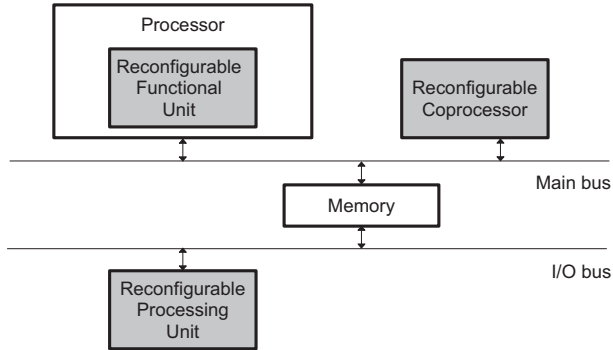 Processor
Reconfigurable
Functional
Unit
Reconfigurable
Coprocessor
Main bus
Memory
I/O bus
Reconfigurable
Processing
Unit